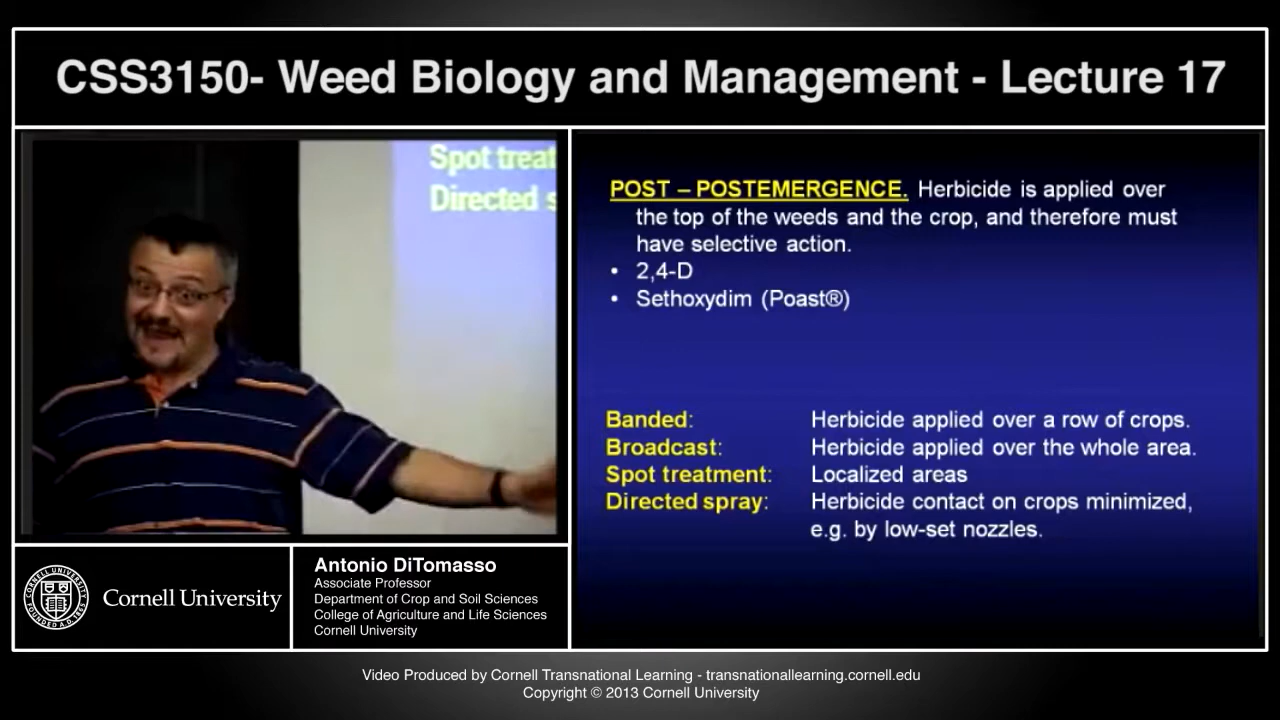 CSS3150- Weed Biology and Management - Lecture 17
Spot treat
Directed s
POST – POSTEMERGENCE. Herbicide is applied over
the top of the weeds and the crop, and therefore must
have selective action.
• 2,4-D
• Sethoxydim (Poast®)
Banded: Herbicide applied over a row of crops.
Broadcast: Herbicide applied over the whole area.
Spot treatment: Localized areas
Directed spray: Herbicide contact on crops minimized,
e.g. by low-set nozzles.
Cornell University
Antonio DiTomasso
Associate Professor
Department of Crop and Soil Sciences
College of Agriculture and Life Sciences
Cornell University
Video Produced by Cornell Transnational Learning - transnationallearning.cornell.edu
Copyright © 2013 Cornell University